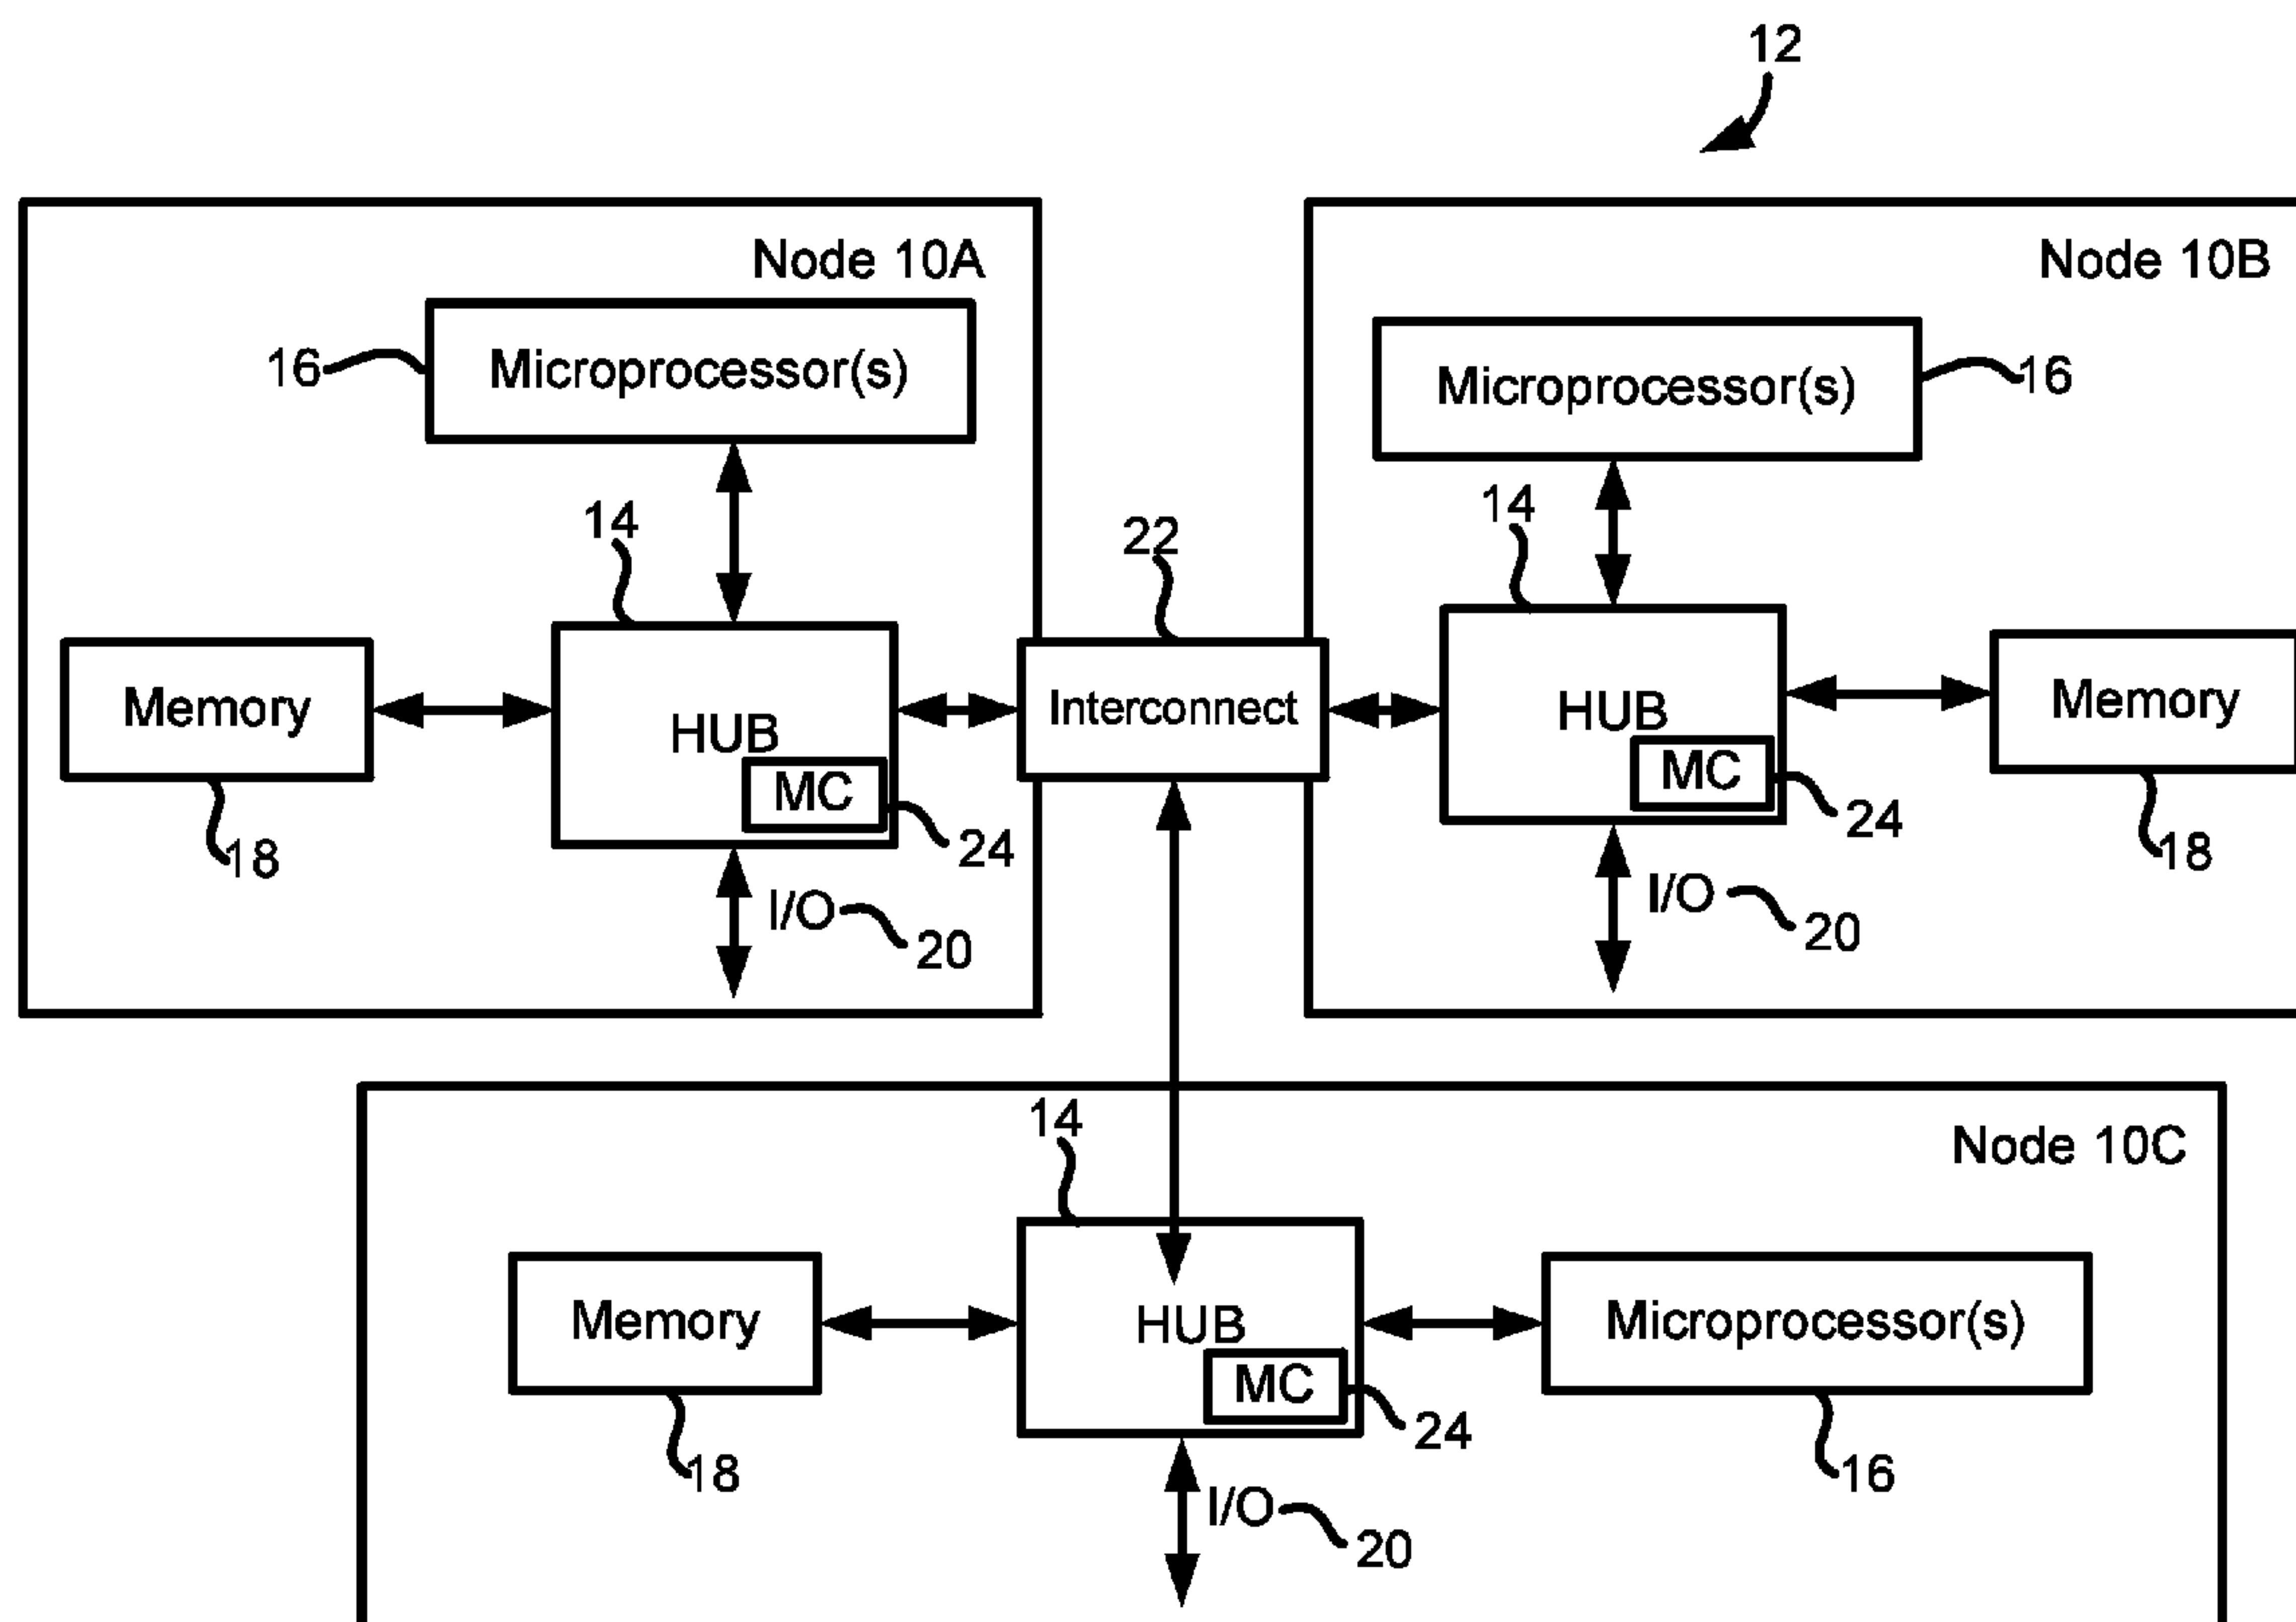 12
Node 10A
Node 10B
16
Microprocessor(s)
Microprocessor(s)
16
14
22
14
Memory
HUB
MC
Interconnect
HUB
MC
Memory
18
24
24
18
I/O
20
I/O
20
14
Node 10C
Memory
HUB
MC
Microprocessor(s)
18
24
16
I/O
20